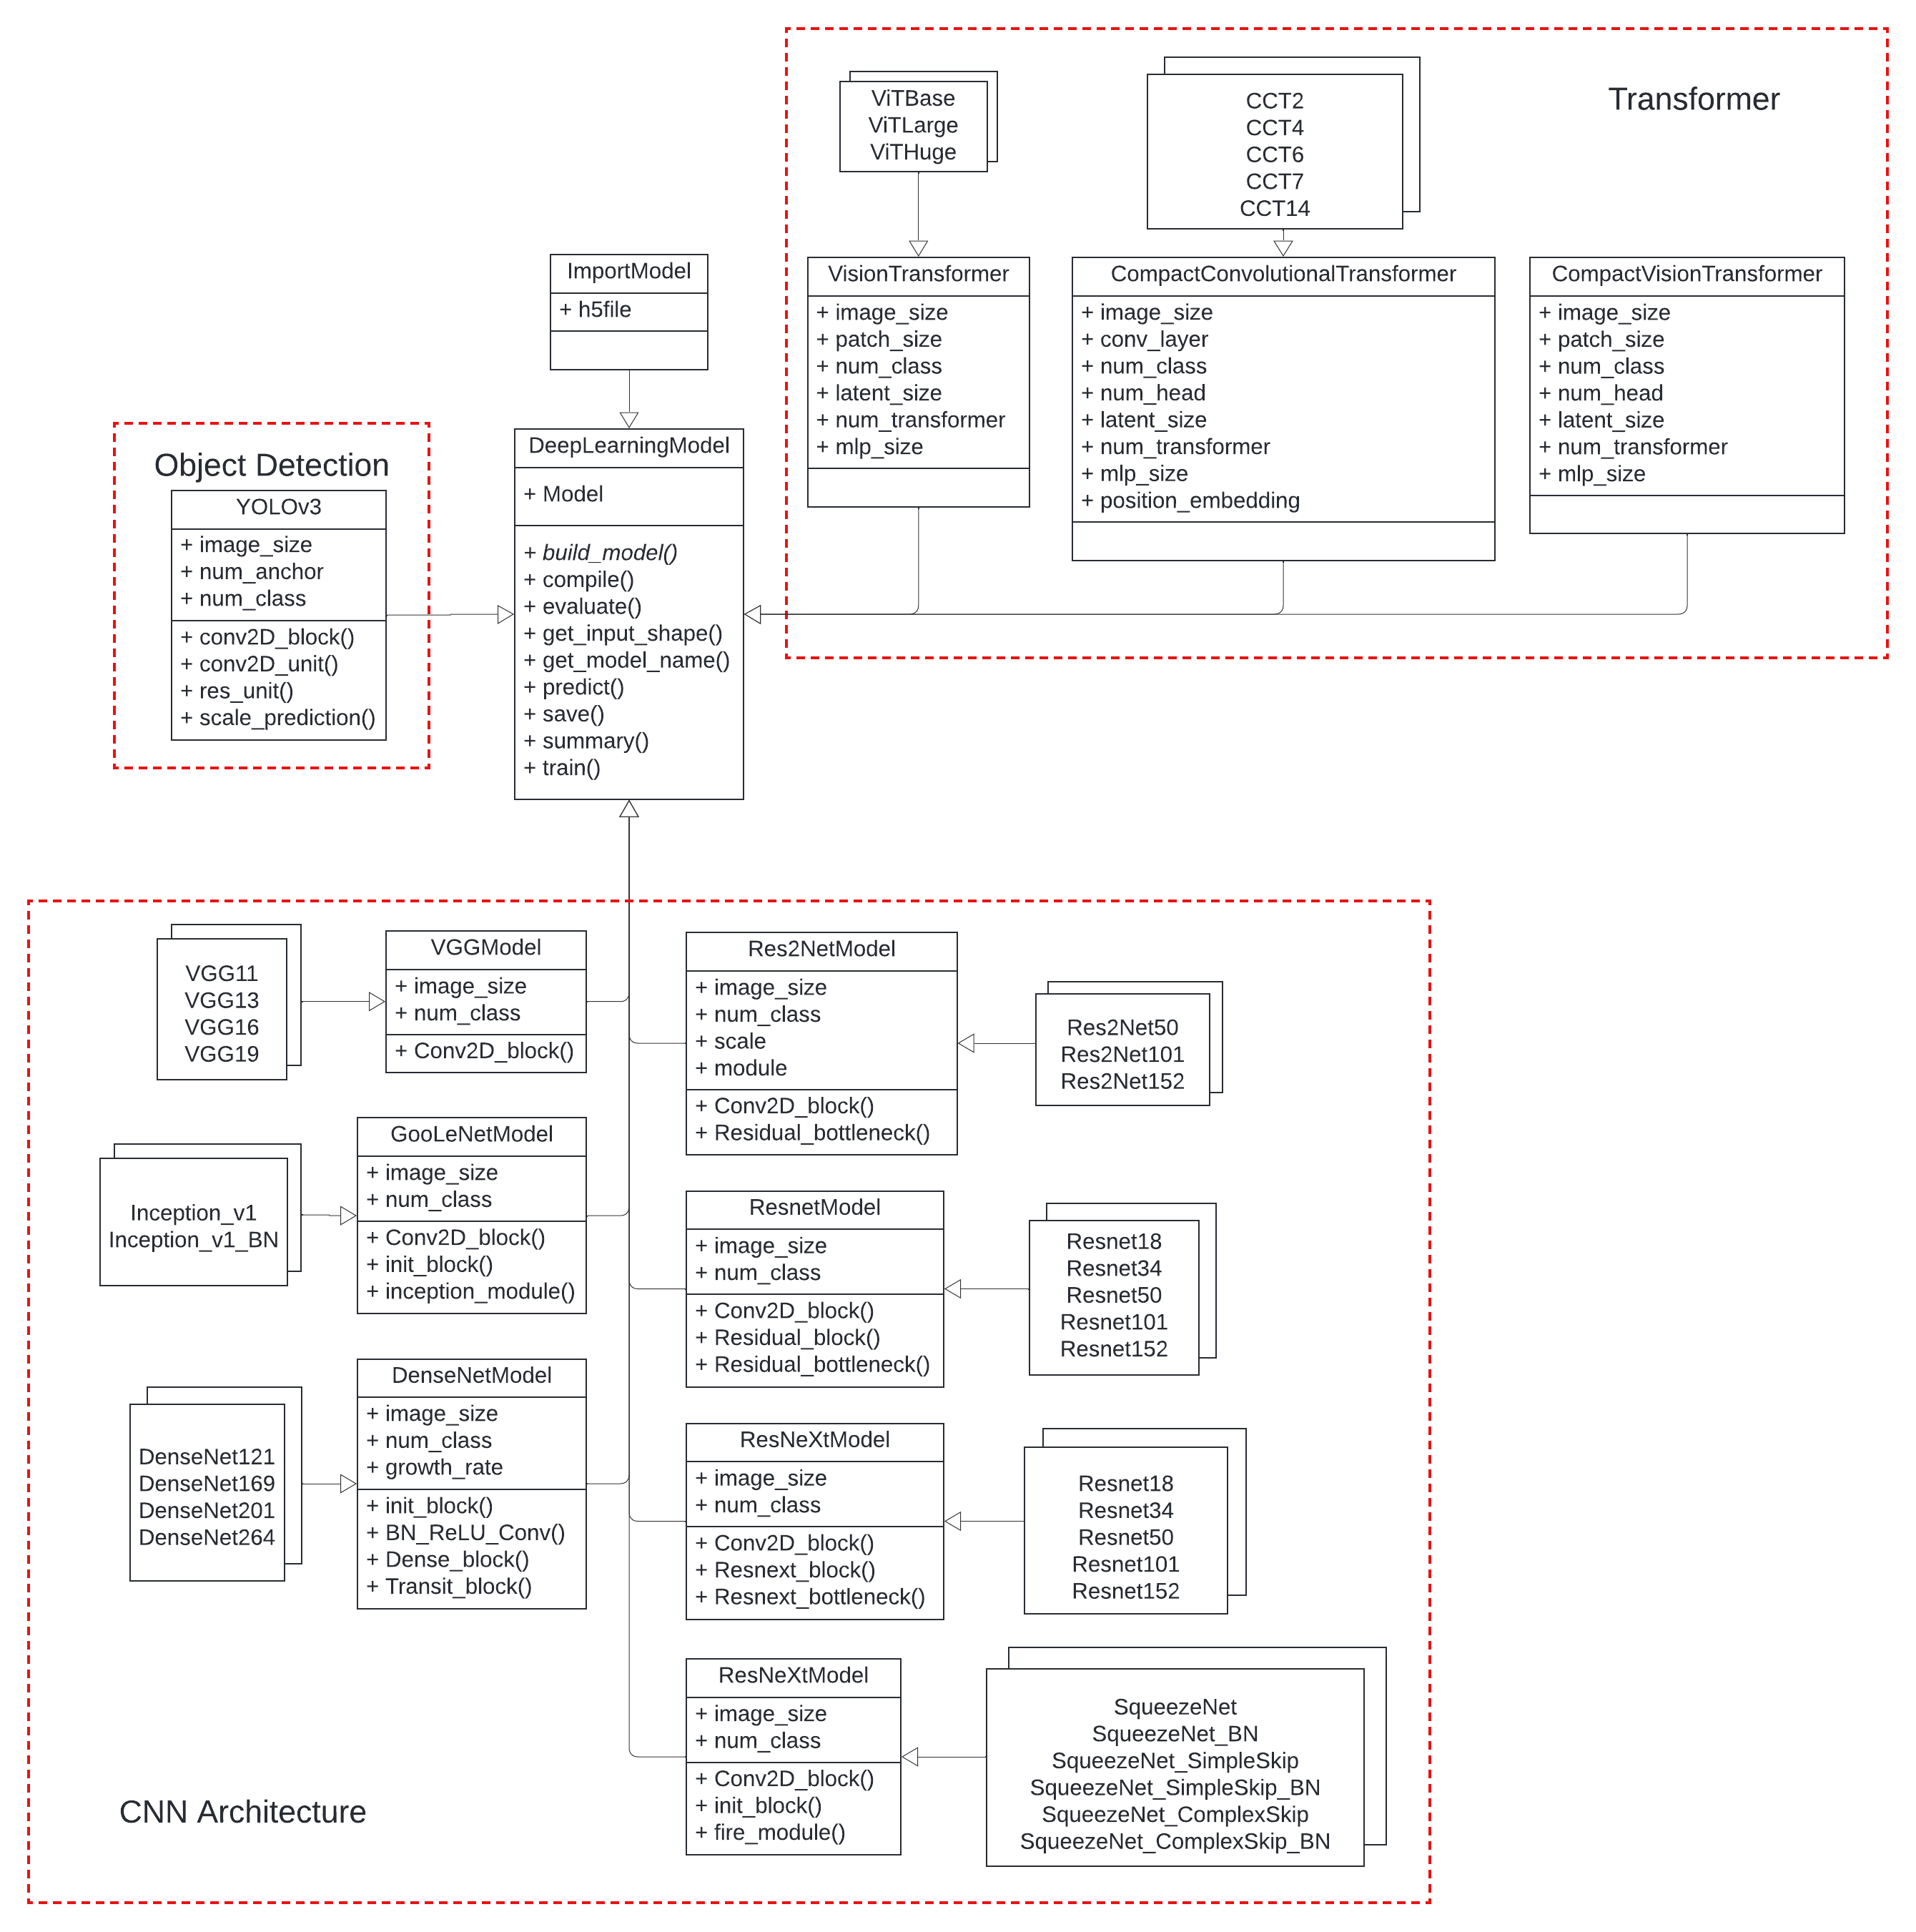 Transformer
ViTBase
ViTLarge
ViTHuge
CCT2
CCT4
CCT6
CCT7
CCT14
ImportModel
+ h5file
VisionTransformer
+ image_size
+ patch_size
+ num_class
+ latent_size
+ num_transformer
+ mlp_size
CompactConvolutionalTransformer
+ image_size
+ conv_layer
+ num_class
+ num_head
+ latent_size
+ num_transformer
+ mlp_size
+ position_embedding
CompactVisionTransformer
+ image_size
+ patch_size
+ num_class
+ num_head
+ latent_size
+ num_transformer
+ mlp_size
Object Detection
YOLOv3
+ image_size
+ num_anchor
+ num_class
+ conv2D_block()
+ conv2D_unit()
+ res_unit()
+ scale_prediction()
DeepLearningModel
+ Model
+ build_model()
+ compile()
+ evaluate()
+ get_input_shape()
+ get_model_name()
+ predict()
+ save()
+ summary()
+ train()
VGG11
VGG13
VGG16
VGG19
VGGModel
+ image_size
+ num_class
+ Conv2D_block()
Res2NetModel
+ image_size
+ num_class
+ scale
+ module
+ Conv2D_block()
+ Residual_bottleneck()
Res2Net50
Res2Net101
Res2Net152
Inception_v1
Inception_v1_BN
GooLeNetModel
+ image_size
+ num_class
+ Conv2D_block()
+ init_block()
+ inception_module()
ResnetModel
+ image_size
+ num_class
+ Conv2D_block()
+ Residual_block()
+ Residual_bottleneck()
Resnet18
Resnet34
Resnet50
Resnet101
Resnet152
DenseNet121
DenseNet169
DenseNet201
DenseNet264
DenseNetModel
+ image_size
+ num_class
+ growth_rate
+ init_block()
+ BN_ReLU_Conv()
+ Dense_block()
+ Transit_block()
ResNeXtModel
+ image_size
+ num_class
+ Conv2D_block()
+ Resnext_block()
+ Resnext_bottleneck()
Resnet18
Resnet34
Resnet50
Resnet101
Resnet152
ResNeXtModel
+ image_size
+ num_class
+ Conv2D_block()
+ init_block()
+ fire_module()
SqueezeNet
SqueezeNet_BN
SqueezeNet_SimpleSkip
SqueezeNet_SimpleSkip_BN
SqueezeNet_ComplexSkip
SqueezeNet_ComplexSkip_BN
CNN Architecture